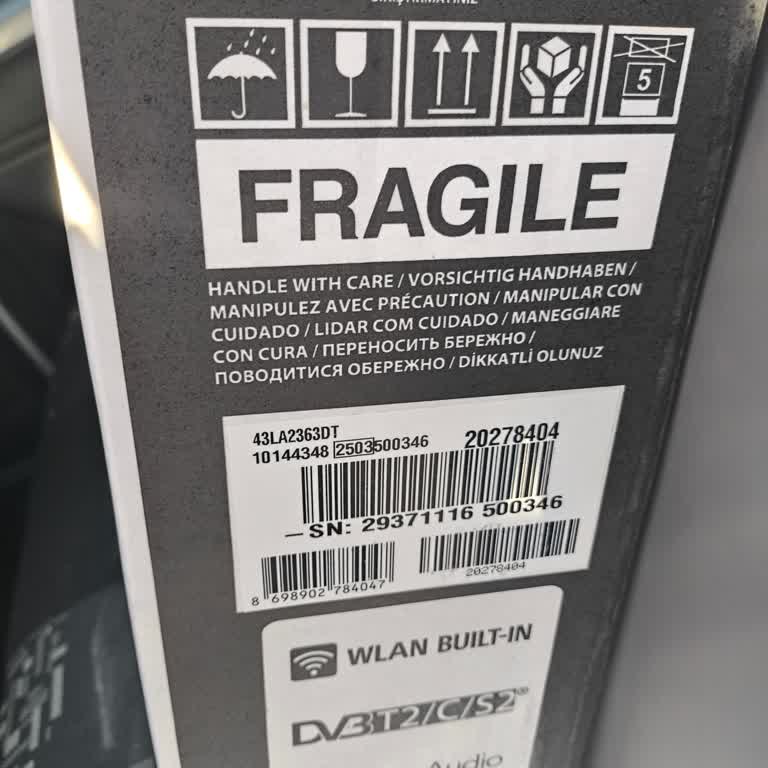 5
FRAGILE
HANDLE WITH CARE / VORSICHTIG HANDHABEN /
MANIPULEZ AVEC PRÉCAUTION / MANIPULAR CON
CUIDADO / LIDAR COM CUIDADO / MANEGGIARE
CON CURA / ПЕРЕНОСИТЬ БЕРЕЖНО /
ПОВОДИТИСЯ ОБЕРЕЖНО / DİKKATLİ OLUNUZ
43LA2363DT
10144348 2503500346 20278404
SN: 29371116 500346
8 698902 784047
20278404
WLAN BUILT-IN
DVB T2/C/S2®
Audio